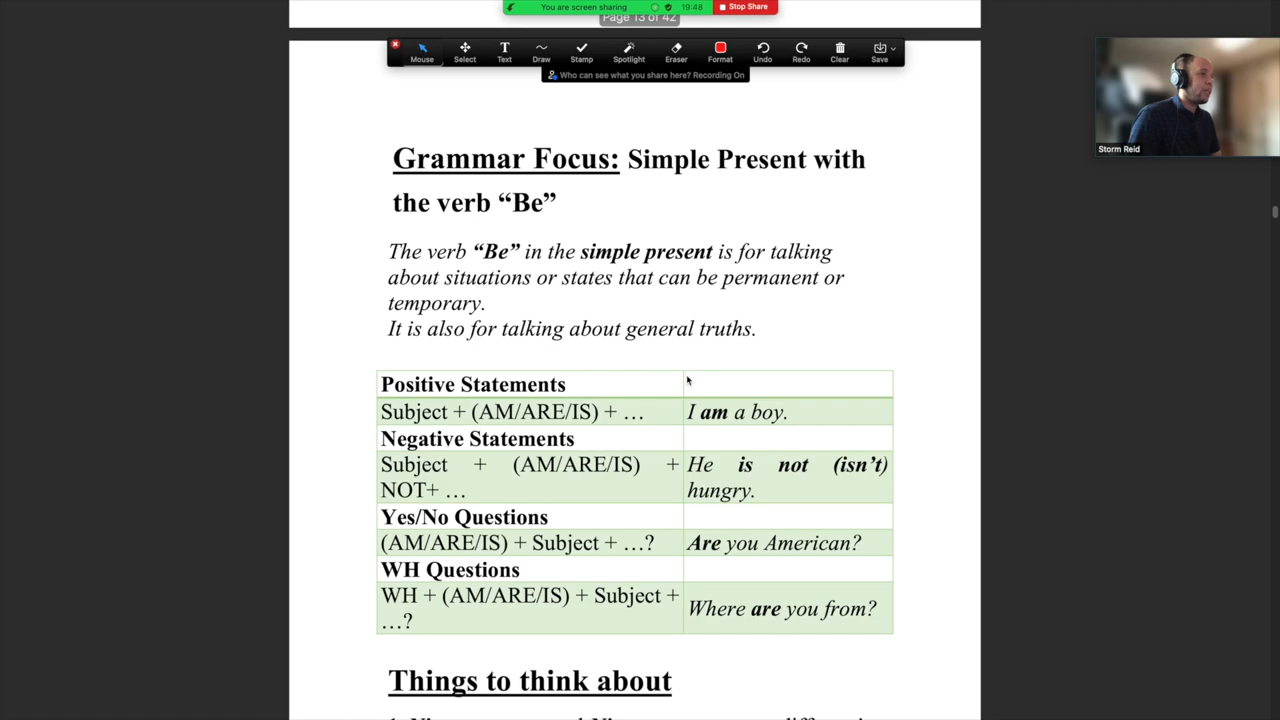 You are screen sharing
19:48
Stop Share
Page 13 of 42
Mouse
Select
Text
Draw
Stamp
Spotlight
Eraser
Format
Undo
Redo
Clear
Save
Who can see what you share here? Recording On
Storm Reid
Grammar Focus: Simple Present with
the verb “Be”
The verb “Be” in the simple present is for talking
about situations or states that can be permanent or
temporary.
It is also for talking about general truths.
Positive Statements
Subject + (AM/ARE/IS) + …
I am a boy.
Negative Statements
Subject + (AM/ARE/IS) +
NOT+ …
He is not (isn’t)
hungry.
Yes/No Questions
(AM/ARE/IS) + Subject + …?
Are you American?
WH Questions
WH + (AM/ARE/IS) + Subject +
…?
Where are you from?
Things to think about